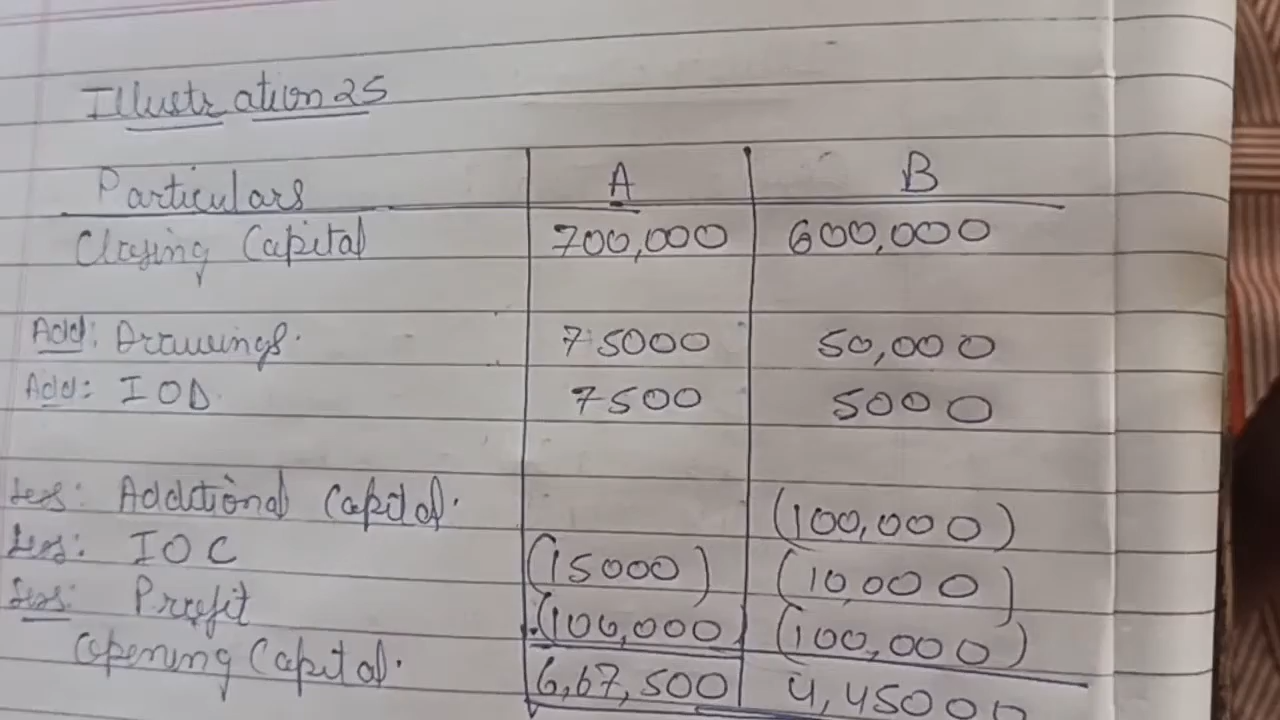 Illustration 25
Particulars A B
Closing Capital 700,000 600,000
Add: Drawings. 75000 50,000
Add: IOD. 7500 5000
Less: Additional Capital. (100,000)
Less: IOC (15000) (10,000)
Less: Profit (100,000) (100,000)
Opening Capital. 6,67,500 4,45000